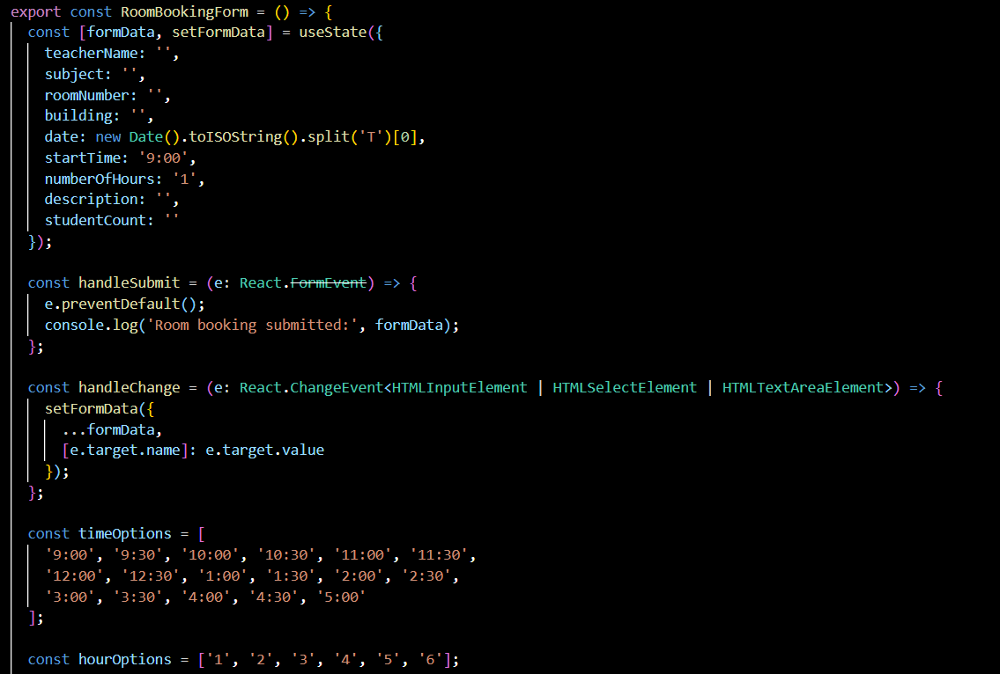 export const RoomBookingForm = () => {
const [formData, setFormData] = useState({
teacherName: '',
subject: '',
roomNumber: '',
building: '',
date: new Date().toISOString().split('T')[0],
startTime: '9:00',
numberOfHours: '1',
description: '',
studentCount: ''
});
const handleSubmit = (e: React.FormEvent) => {
e.preventDefault();
console.log('Room booking submitted:', formData);
};
const handleChange = (e: React.ChangeEvent<HTMLInputElement | HTMLSelectElement | HTMLTextAreaElement>) => {
setFormData({
...formData,
[e.target.name]: e.target.value
});
};
const timeOptions = [
'9:00', '9:30', '10:00', '10:30', '11:00', '11:30',
'12:00', '12:30', '1:00', '1:30', '2:00', '2:30',
'3:00', '3:30', '4:00', '4:30', '5:00'
];
const hourOptions = ['1', '2', '3', '4', '5', '6'];